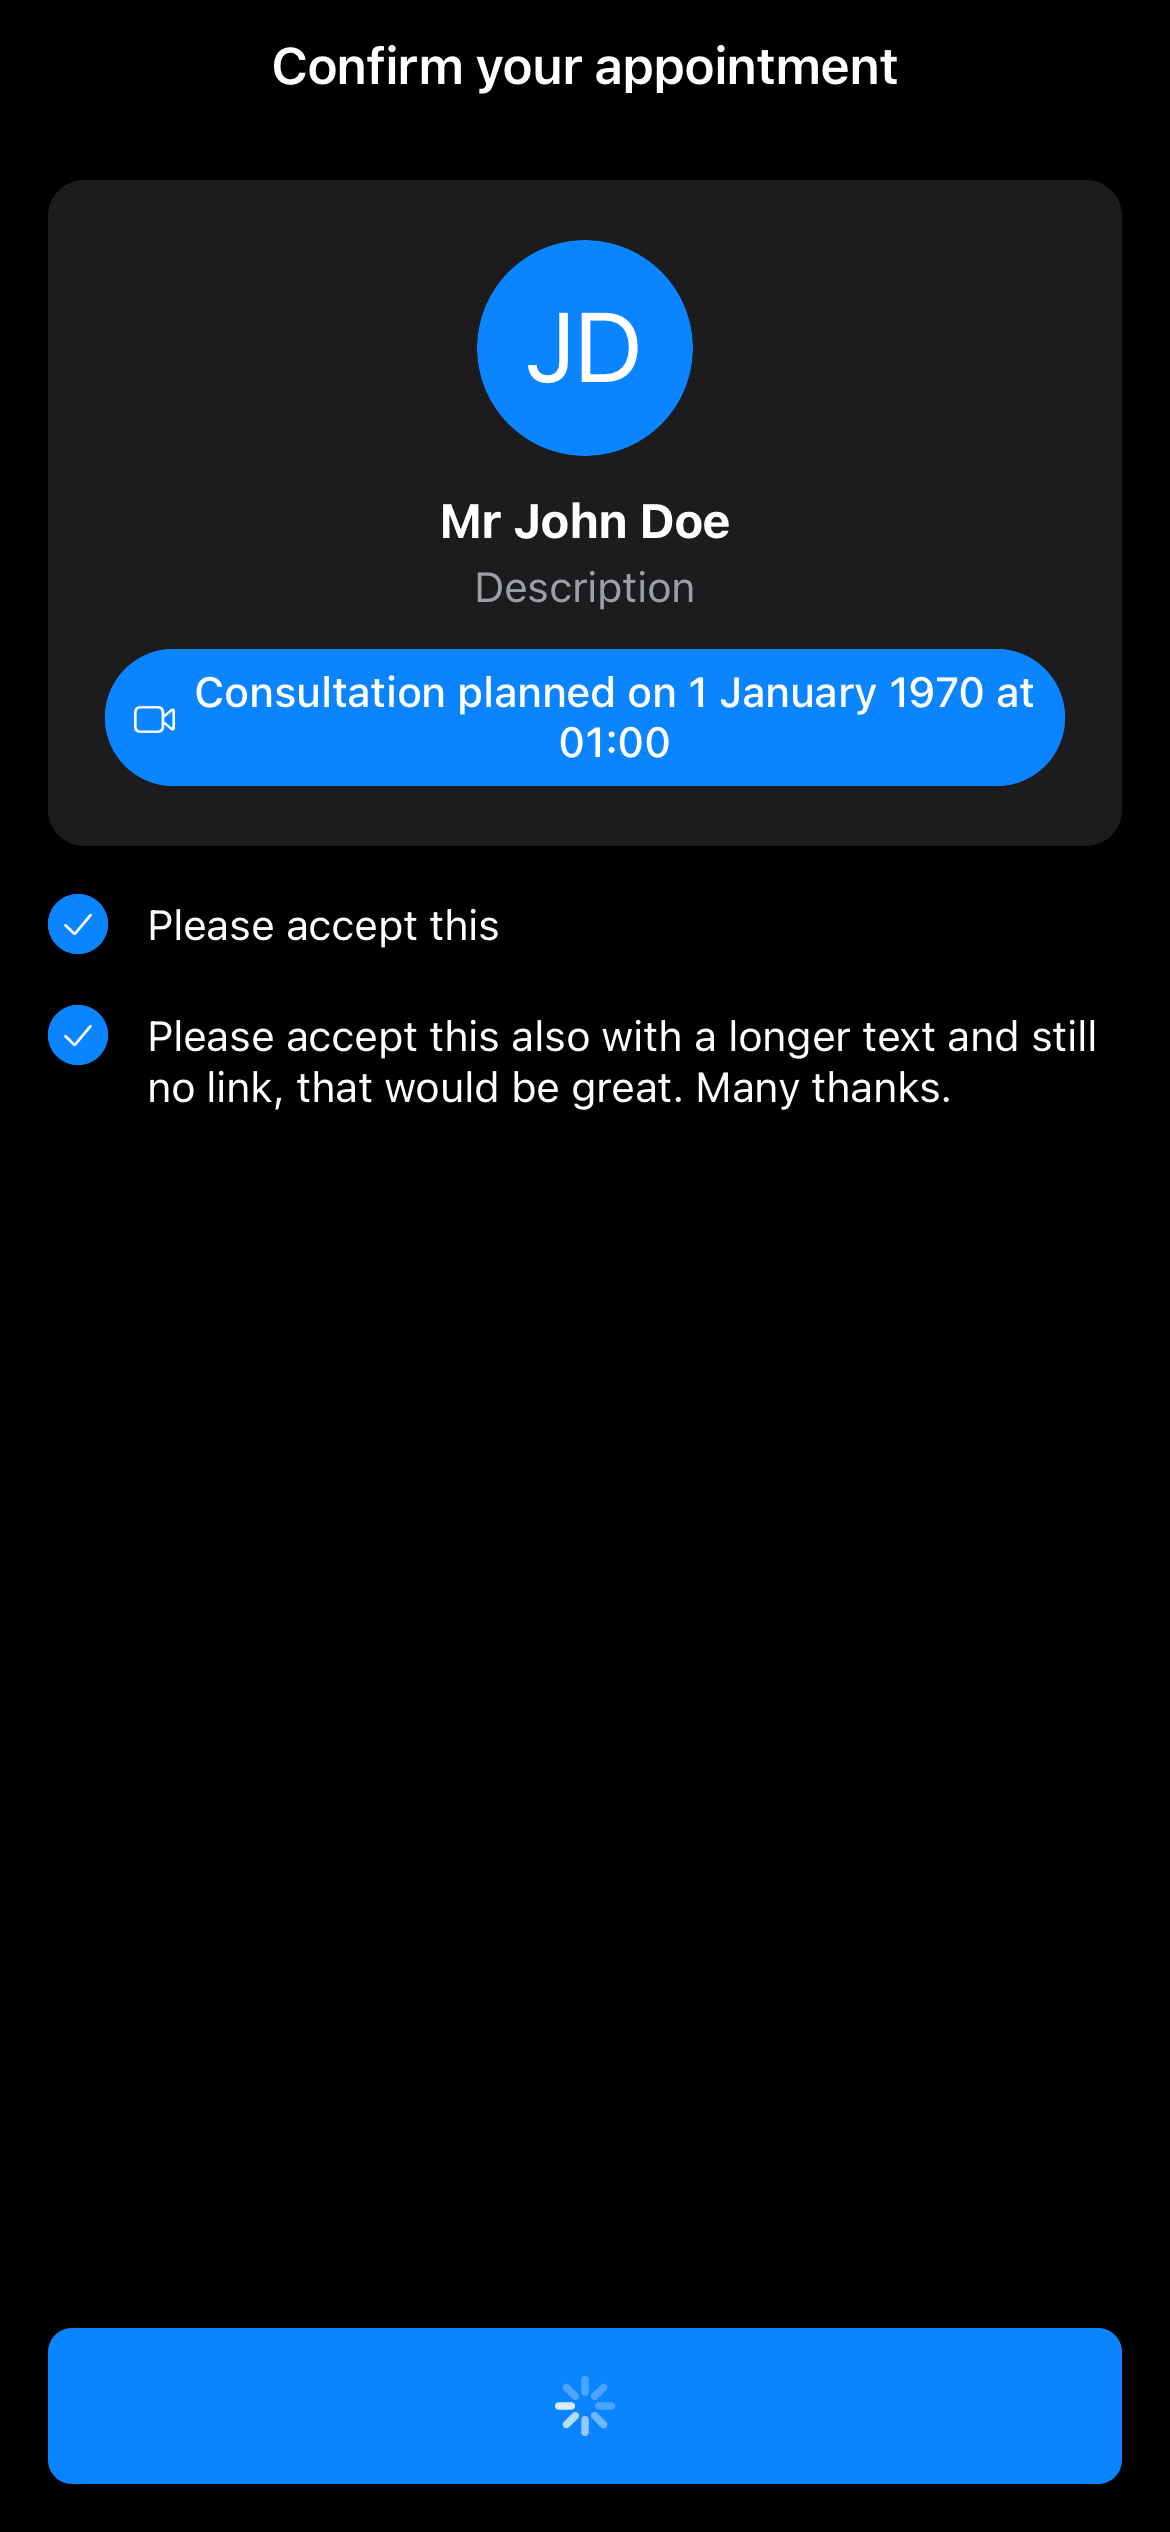 Confirm your appointment
JD
Mr John Doe
Description
Consultation planned on 1 January 1970 at
01:00
Please accept this
Please accept this also with a longer text and still
no link, that would be great. Many thanks.